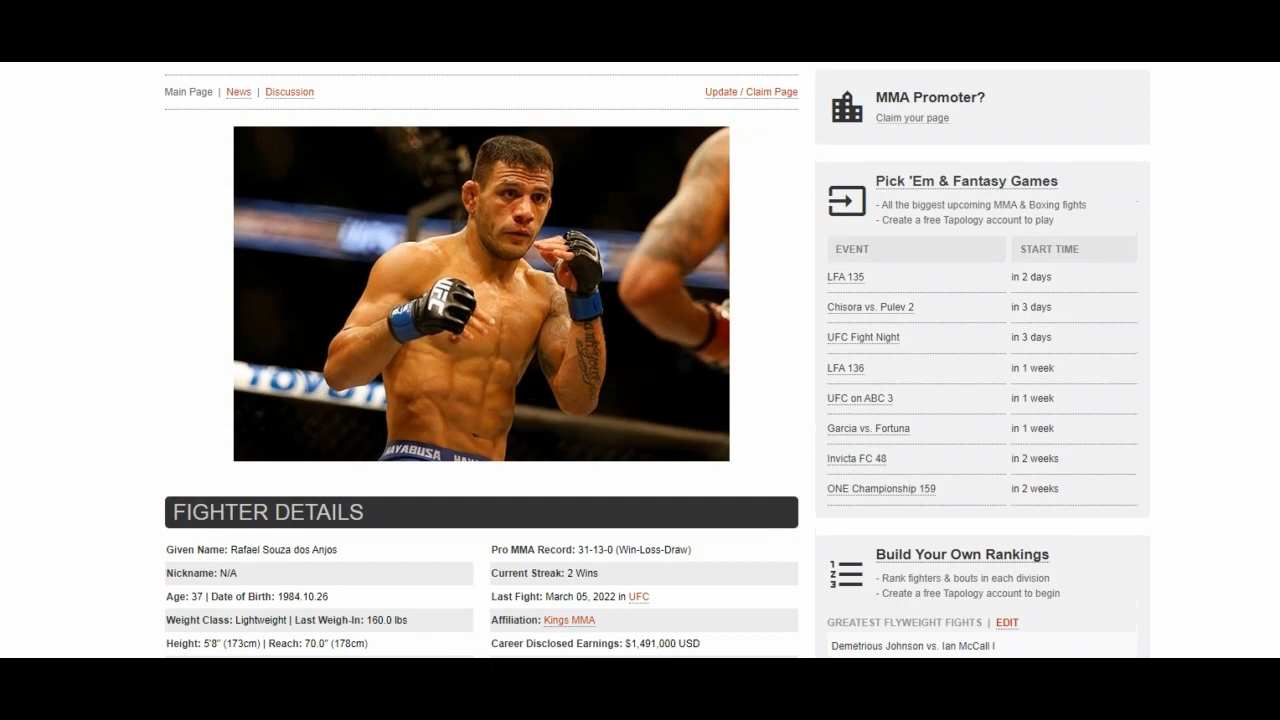 Main Page | News | Discussion
Update / Claim Page
UFC
TOYOTA
HAYABUSA
FIGHTER DETAILS
Given Name: Rafael Souza dos Anjos
Pro MMA Record: 31-13-0 (Win-Loss-Draw)
Nickname: N/A
Current Streak: 2 Wins
Age: 37 | Date of Birth: 1984.10.26
Last Fight: March 05, 2022 in UFC
Weight Class: Lightweight | Last Weigh-In: 160.0 lbs
Affiliation: Kings MMA
Height: 5'8" (173cm) | Reach: 70.0" (178cm)
Career Disclosed Earnings: $1,491,000 USD
MMA Promoter?
Claim your page
Pick 'Em & Fantasy Games
- All the biggest upcoming MMA & Boxing fights
- Create a free Tapology account to play
EVENT START TIME
LFA 135 in 2 days
Chisora vs. Pulev 2 in 3 days
UFC Fight Night in 3 days
LFA 136 in 1 week
UFC on ABC 3 in 1 week
Garcia vs. Fortuna in 1 week
Invicta FC 48 in 2 weeks
ONE Championship 159 in 2 weeks
1
2
3
Build Your Own Rankings
- Rank fighters & bouts in each division
- Create a free Tapology account to begin
GREATEST FLYWEIGHT FIGHTS | EDIT
Demetrious Johnson vs. Ian McCall I